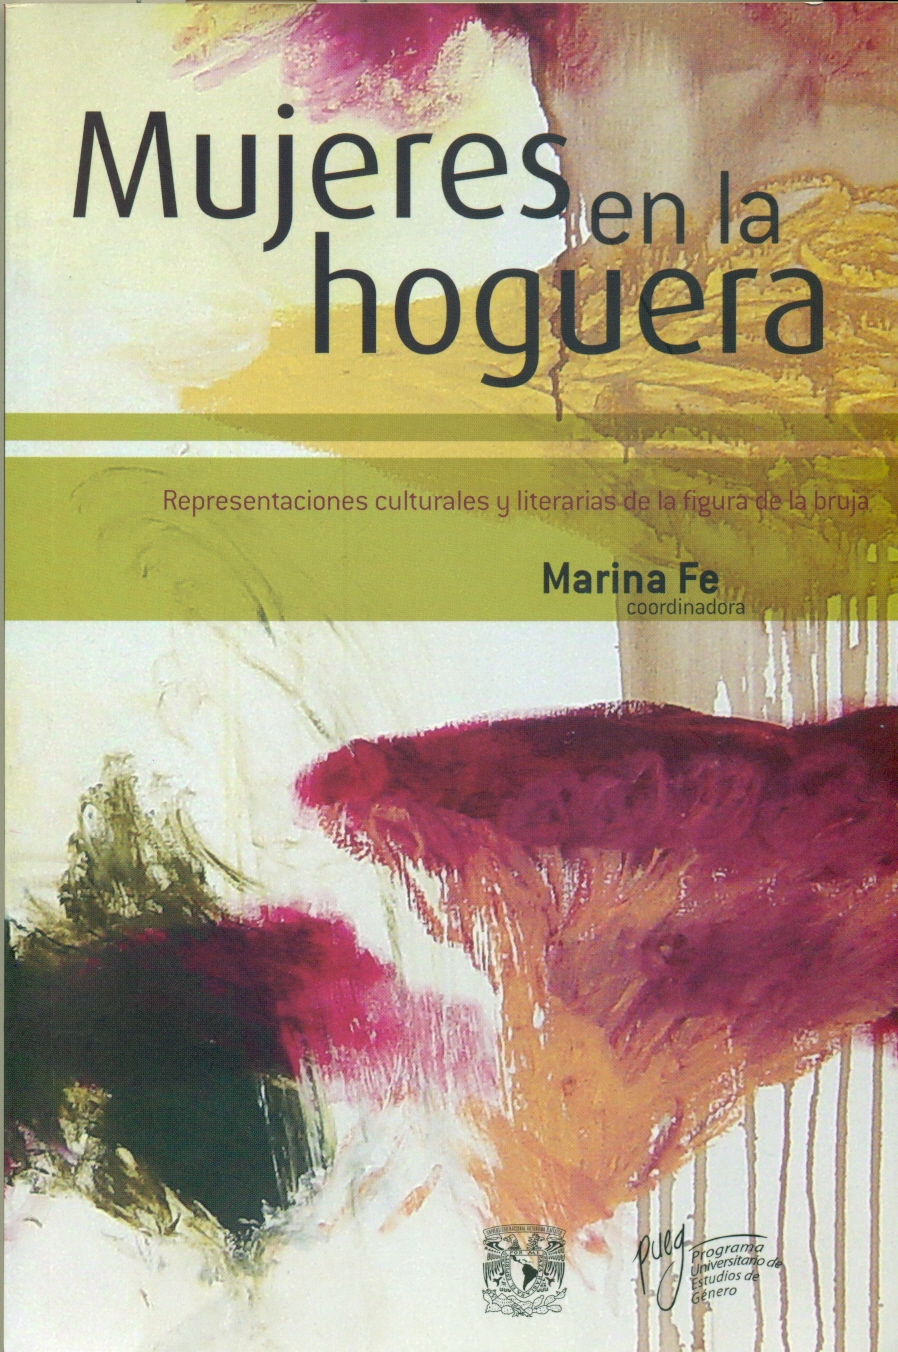 Mujeres en la
hoguera
Representaciones culturales y literarias de la figura de la bruja
Marina Fe
coordinadora
pueg
Programa
Universitario de
Estudios de
Género